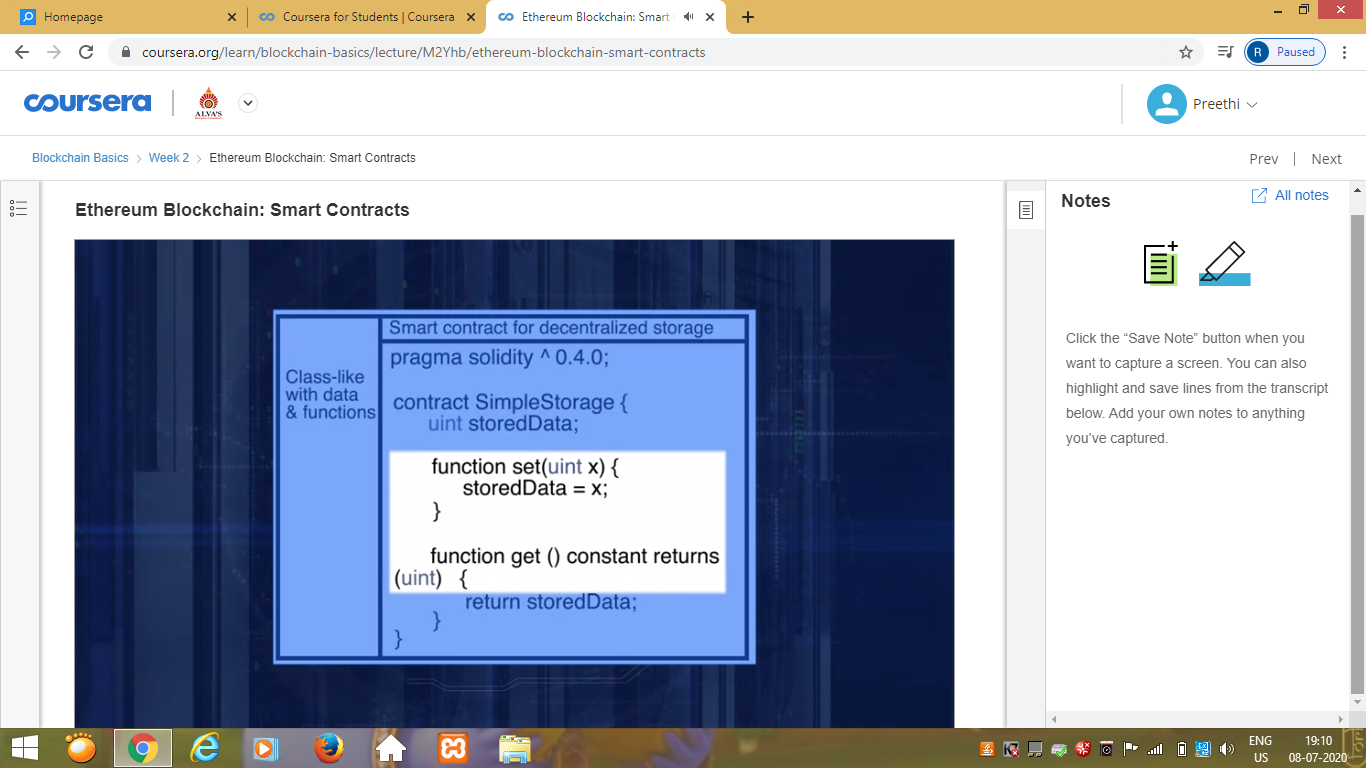 Homepage
Coursera for Students | Coursera
Ethereum Blockchain: Smart
coursera.org/learn/blockchain-basics/lecture/M2Yhb/ethereum-blockchain-smart-contracts
R Paused
coursera
ALVA'S
Preethi
Blockchain Basics
Week 2
Ethereum Blockchain: Smart Contracts
Prev | Next
Ethereum Blockchain: Smart Contracts
Class-like
with data
& functions
Smart contract for decentralized storage
pragma solidity ^ 0.4.0;
contract SimpleStorage {
uint storedData;
function set(uint x) {
storedData = x;
}
function get () constant returns
(uint) {
return storedData;
}
}
Notes
All notes
Click the “Save Note” button when you
want to capture a screen. You can also
highlight and save lines from the transcript
below. Add your own notes to anything
you’ve captured.
ENG
US
19:10
08-07-2020